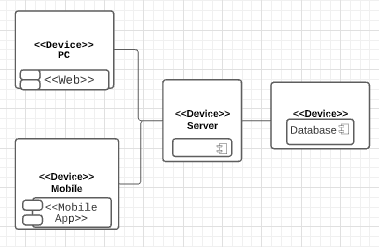 <<Device>>
PC
<<Web>>
<<Device>>
Mobile
<<Mobile
App>>
<<Device>>
Server
<<Device>>
Database